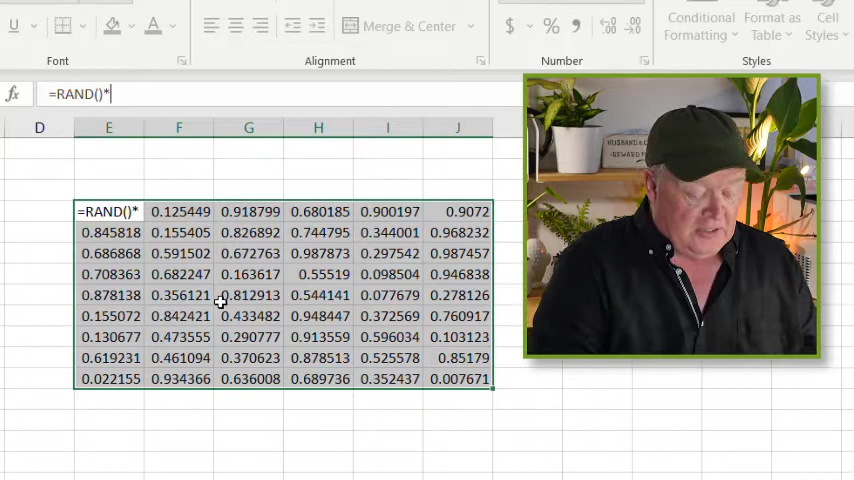 U
Merge & Center
$
%
Conditional
Formatting
Format as
Table
Cell
Styles
Font
Alignment
Number
Styles
fx
=RAND()*
D E F G H I J
=RAND()* 0.125449 0.918799 0.680185 0.900197 0.9072
0.845818 0.155405 0.826892 0.744795 0.344001 0.968232
0.686868 0.591502 0.672763 0.987873 0.297542 0.987457
0.708363 0.682247 0.163617 0.55519 0.098504 0.946838
0.878138 0.356121 0.812913 0.544141 0.077679 0.278126
0.155072 0.842421 0.433482 0.948447 0.372569 0.760917
0.130677 0.473555 0.290777 0.913559 0.596034 0.103123
0.619231 0.461094 0.370623 0.878513 0.525578 0.85179
0.022155 0.934366 0.636008 0.689736 0.352437 0.007671
HUSBAND &
REWARD F